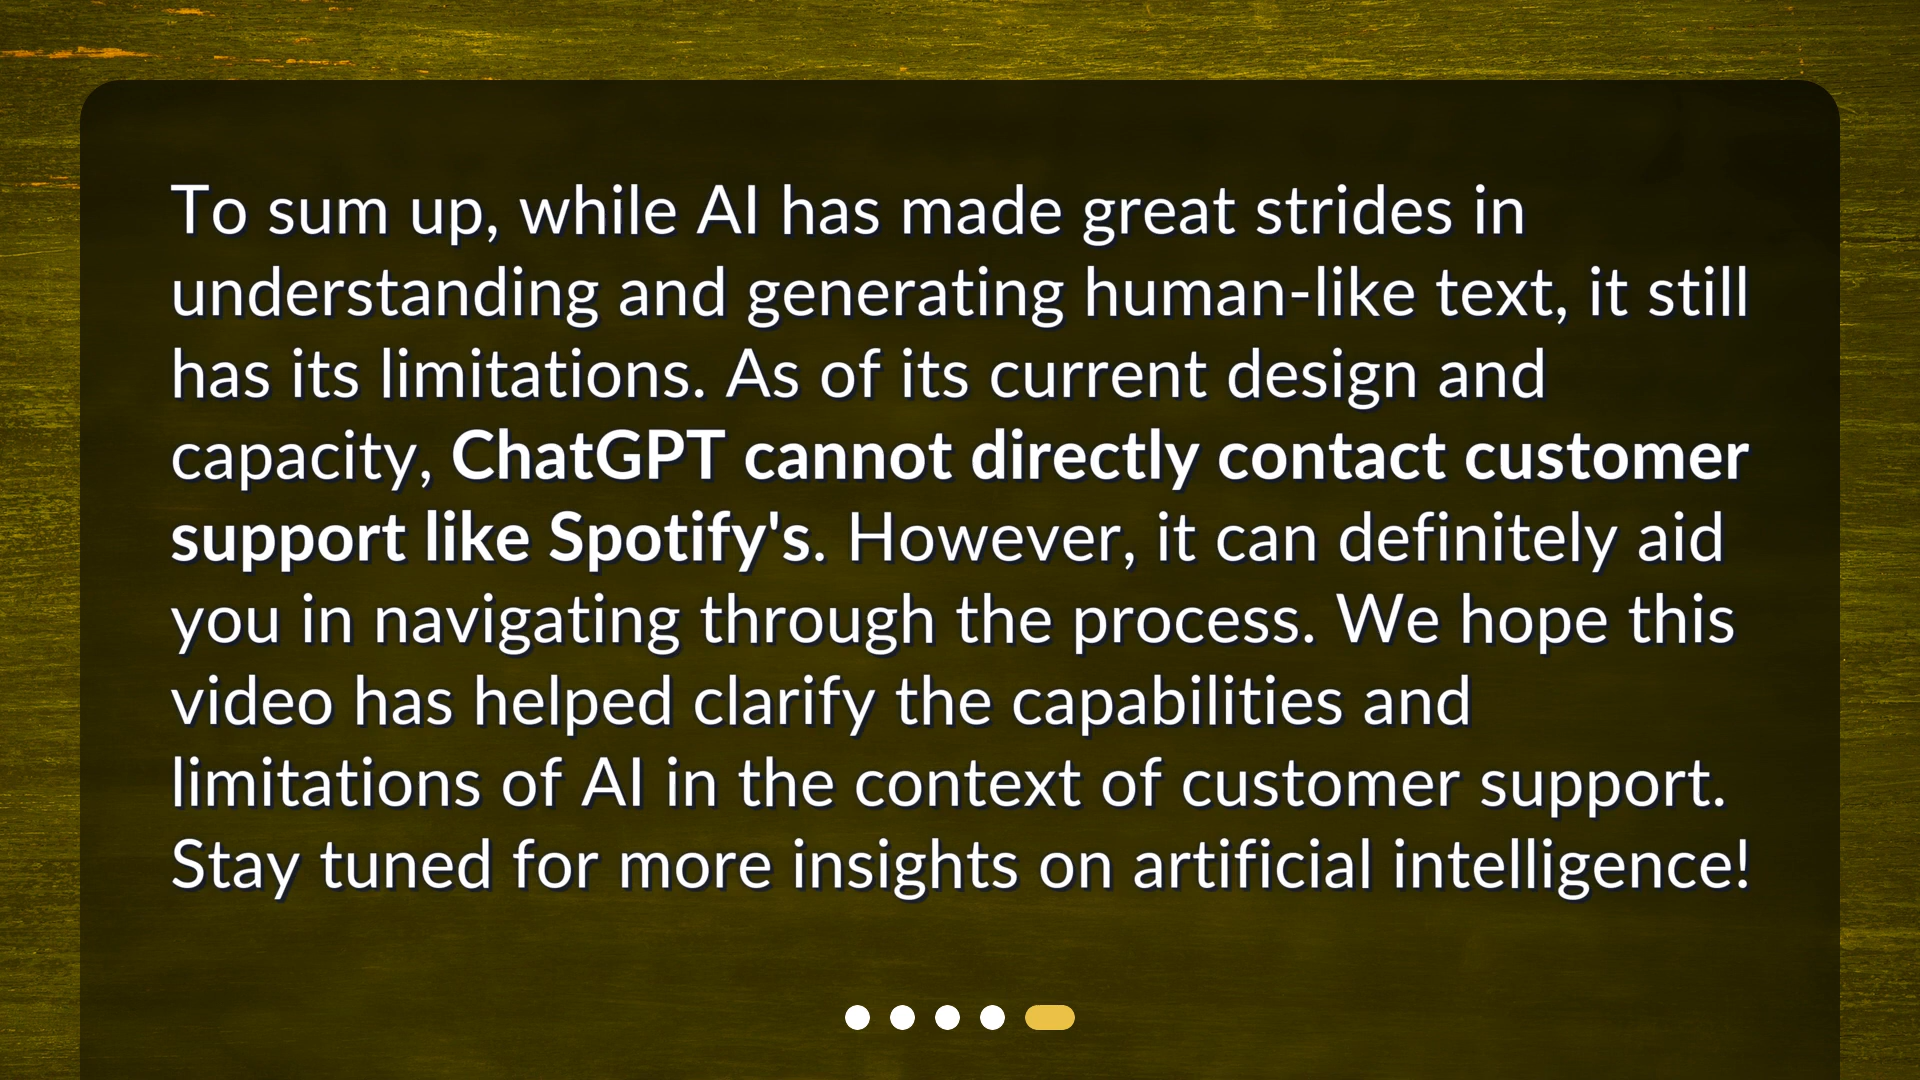 To sum up, while AI has made great strides in
understanding and generating human-like text, it still
has its limitations. As of its current design and
capacity, ChatGPT cannot directly contact customer
support like Spotify's. However, it can definitely aid
you in navigating through the process. We hope this
video has helped clarify the capabilities and
limitations of AI in the context of customer support.
Stay tuned for more insights on artificial intelligence!